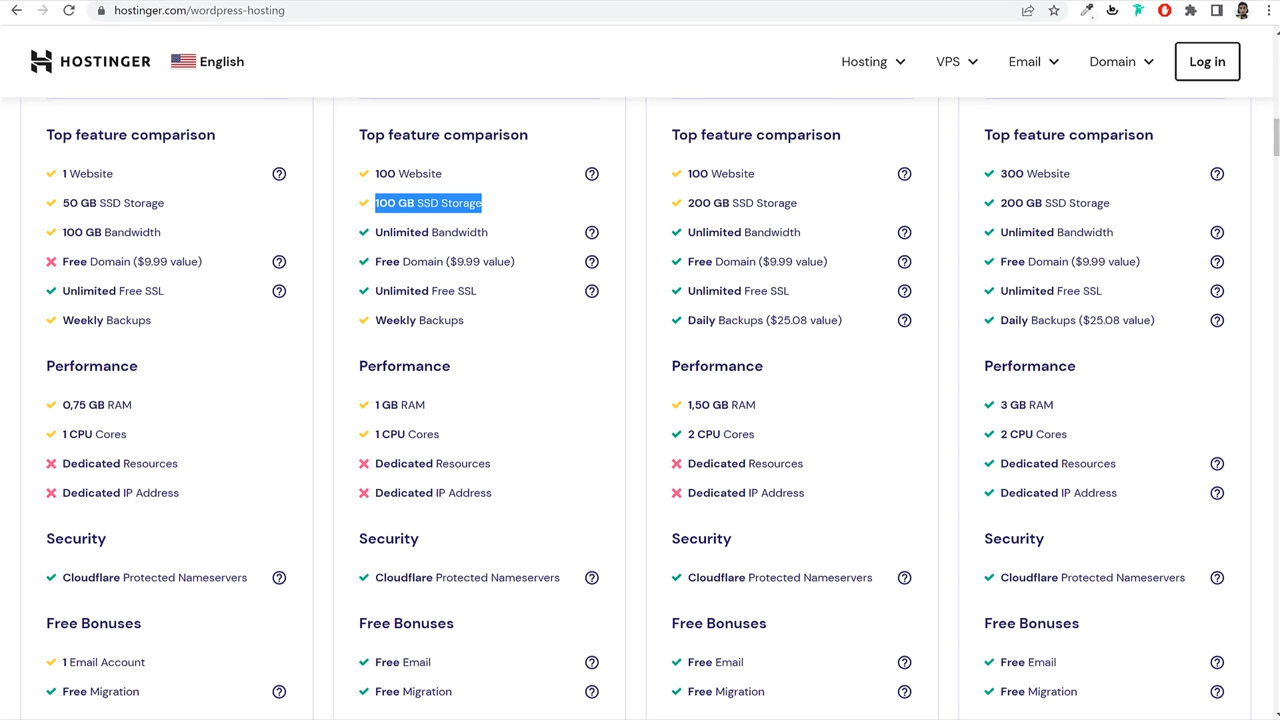 hostinger.com/wordpress-hosting
HOSTINGER
English
Hosting
VPS
Email
Domain
Log in
Top feature comparison
1 Website
50 GB SSD Storage
100 GB Bandwidth
Free Domain ($9.99 value)
Unlimited Free SSL
Weekly Backups
Performance
0,75 GB RAM
1 CPU Cores
Dedicated Resources
Dedicated IP Address
Security
Cloudflare Protected Nameservers
Free Bonuses
1 Email Account
Free Migration
Top feature comparison
100 Website
100 GB SSD Storage
Unlimited Bandwidth
Free Domain ($9.99 value)
Unlimited Free SSL
Weekly Backups
Performance
1 GB RAM
1 CPU Cores
Dedicated Resources
Dedicated IP Address
Security
Cloudflare Protected Nameservers
Free Bonuses
Free Email
Free Migration
Top feature comparison
100 Website
200 GB SSD Storage
Unlimited Bandwidth
Free Domain ($9.99 value)
Unlimited Free SSL
Daily Backups ($25.08 value)
Performance
1,50 GB RAM
2 CPU Cores
Dedicated Resources
Dedicated IP Address
Security
Cloudflare Protected Nameservers
Free Bonuses
Free Email
Free Migration
Top feature comparison
300 Website
200 GB SSD Storage
Unlimited Bandwidth
Free Domain ($9.99 value)
Unlimited Free SSL
Daily Backups ($25.08 value)
Performance
3 GB RAM
2 CPU Cores
Dedicated Resources
Dedicated IP Address
Security
Cloudflare Protected Nameservers
Free Bonuses
Free Email
Free Migration